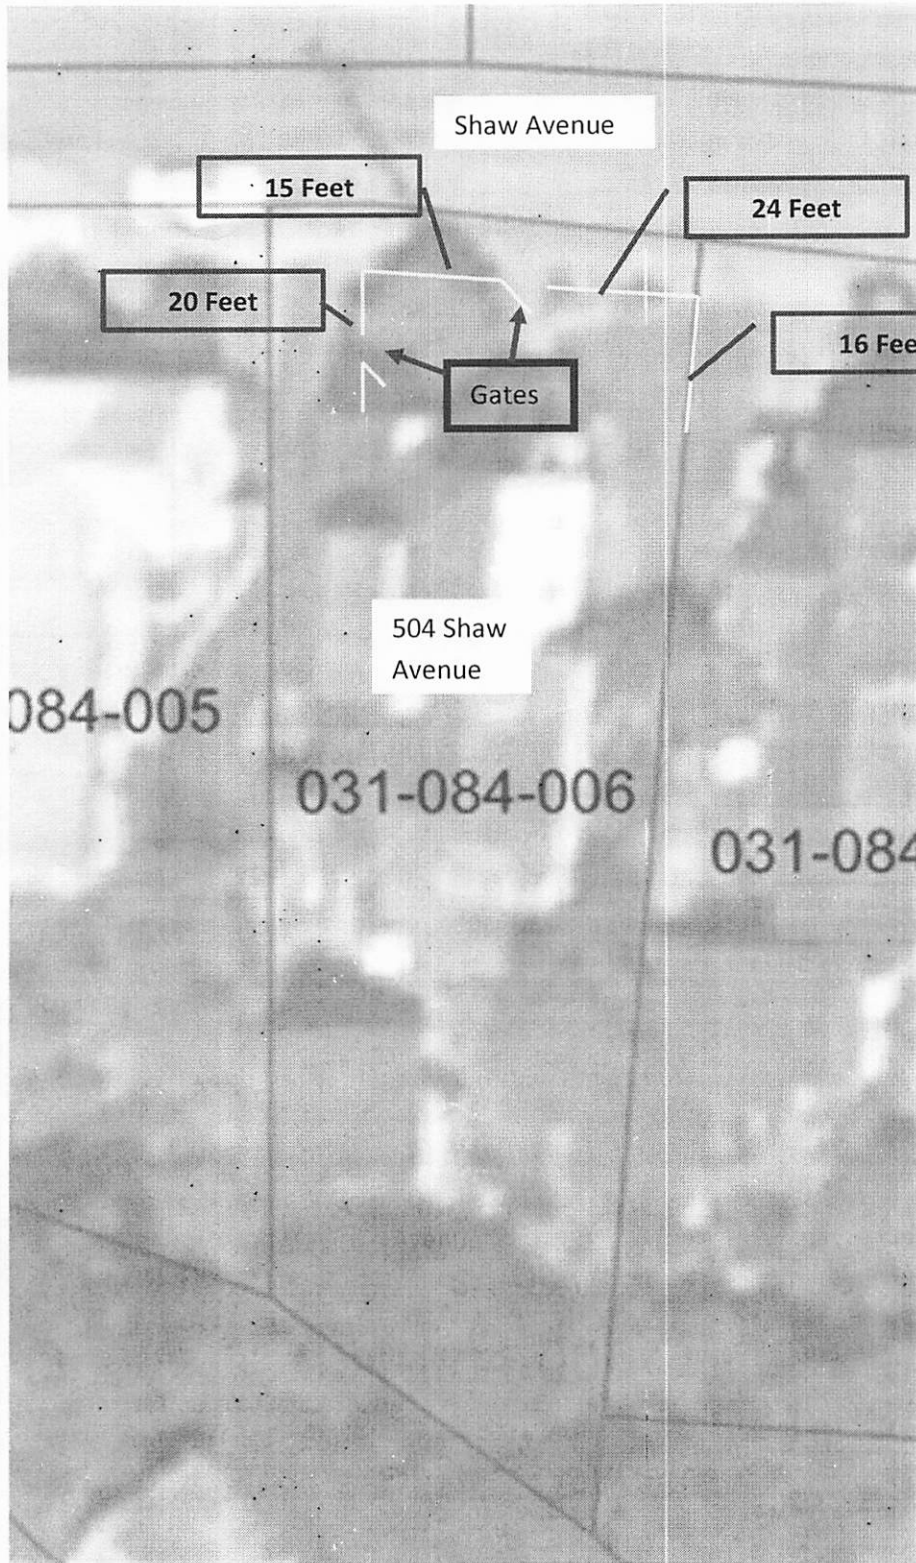 Shaw Avenue
15 Feet
24 Feet
20 Feet
16 Fee
Gates
504 Shaw
Avenue
084-005
031-084-006
031-084